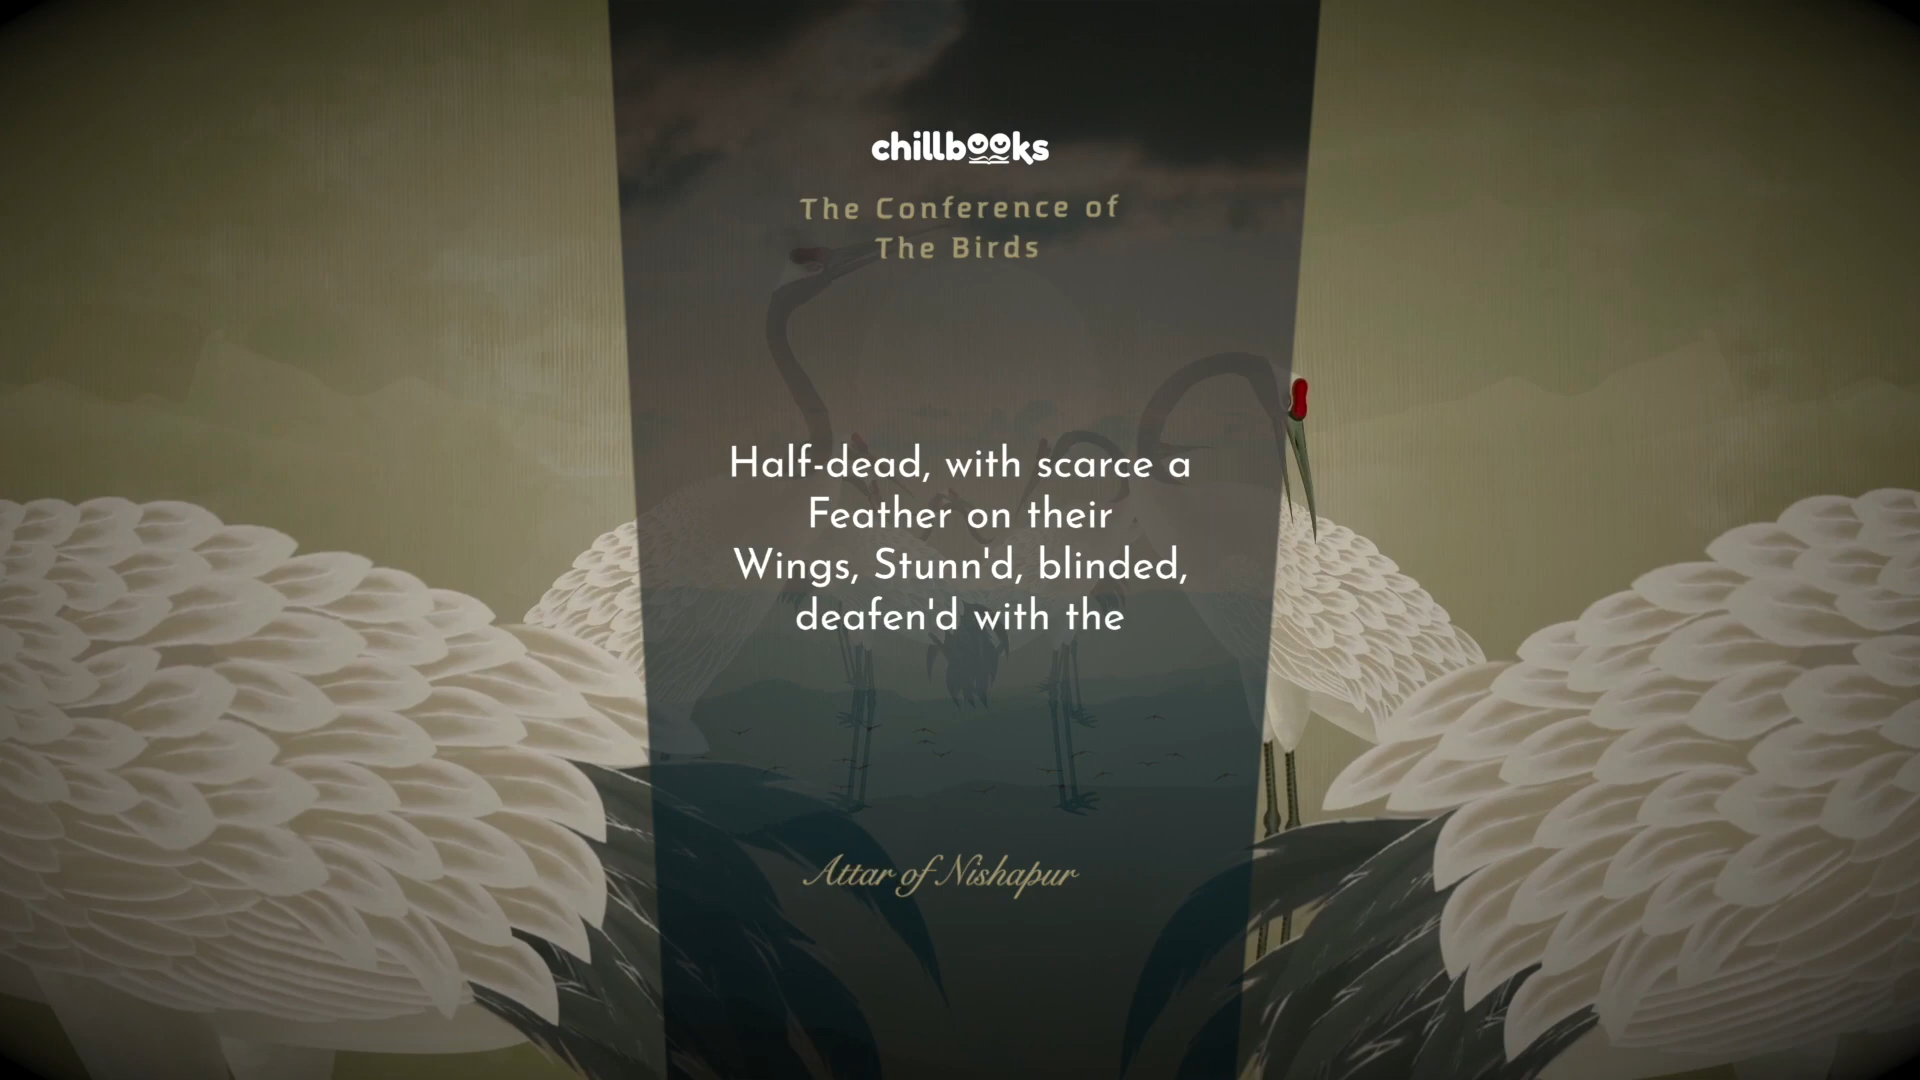 chillbooks
The Conference of
The Birds
Half-dead, with scarce a
Feather on their
Wings, Stunn'd, blinded,
deafen'd with the
Attar of Nishapur